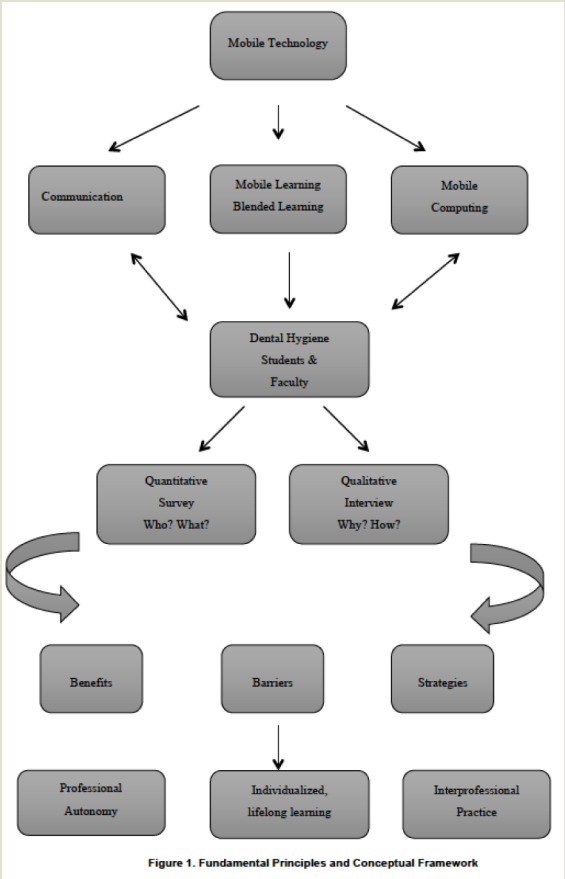 Mobile Technology
Communication
Mobile Learning
Blended Learning
Mobile
Computing
Dental Hygiene
Students &
Faculty
Quantitative
Survey
Who? What?
Qualitative
Interview
Why? How?
Benefits
Barriers
Strategies
Professional
Autonomy
Individualized,
lifelong learning
Interprofessional
Practice
Figure 1. Fundamental Principles and Conceptual Framework